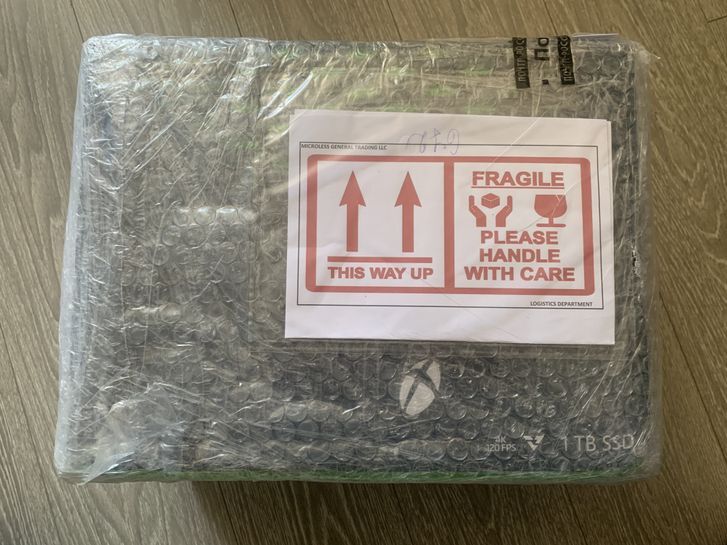 MICROLESS GENERAL TRADING LLC
THIS WAY UP
FRAGILE
PLEASE
HANDLE
WITH CARE
LOGISTICS DEPARTMENT
4K
120 FPS
1 TB SSD